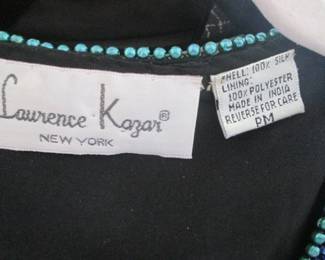 Laurence Kazar®
NEW YORK
SHELL: 100% SILK
LINING:
100% POLYESTER
MADE IN INDIA
REVERSE FOR CARE
PM